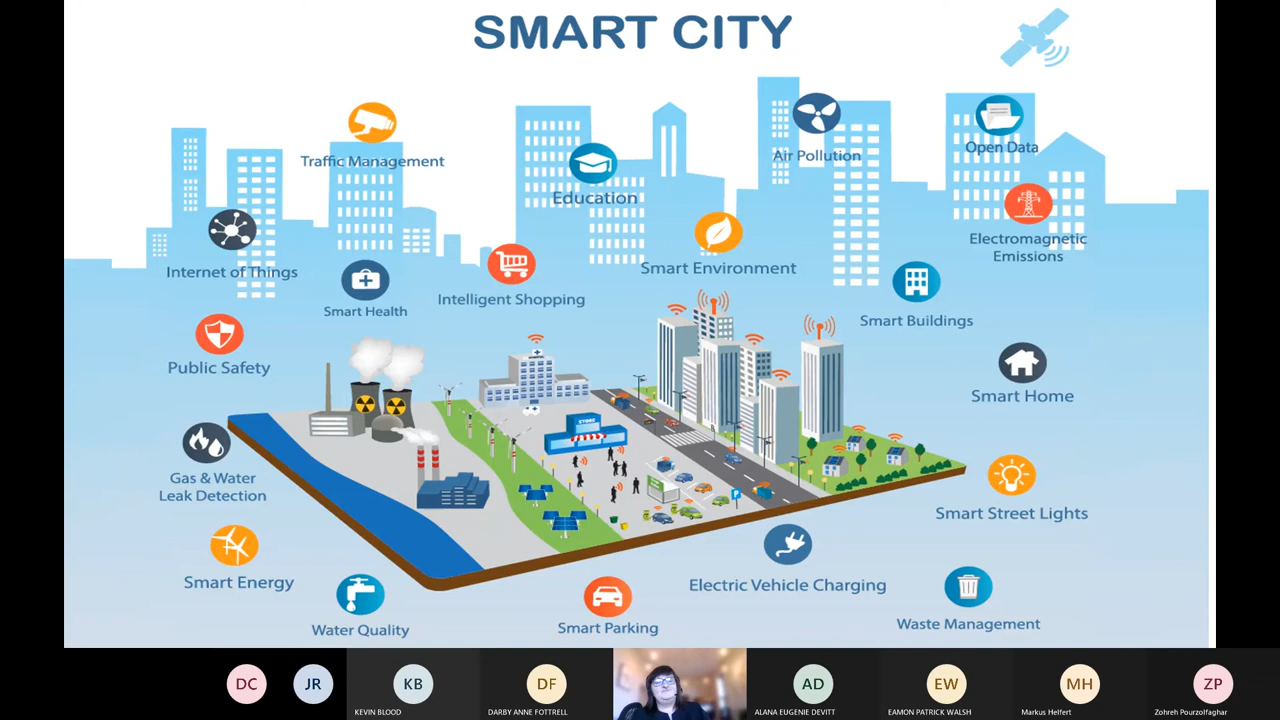 SMART CITY
Traffic Management
Education
Air Pollution
Open Data
Internet of Things
Smart Health
Intelligent Shopping
Smart Environment
Electromagnetic
Emissions
Smart Buildings
Public Safety
Smart Home
HOSPITAL
STORE
P
Gas & Water
Leak Detection
Smart Street Lights
Smart Energy
Water Quality
Smart Parking
Electric Vehicle Charging
Waste Management
DC
JR
KB
DF
AD
EW
MH
ZP
KEVIN BLOOD
DARBY ANNE FOTTRELL
ALANA EUGENIE DEVITT
EAMON PATRICK WALSH
Markus Helfert
Zohreh Pourzolfaghar